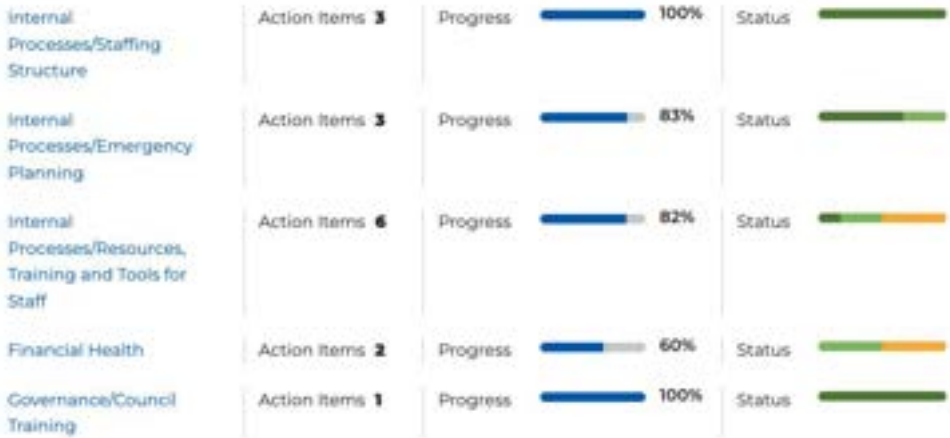 Internal Action Items 3 Progress 100% Status
Processes/Staffing
Structure
Internal Action Items 3 Progress 83% Status
Processes/Emergency
Planning
Internal Action Items 6 Progress 82% Status
Processes/Resources,
Training and Tools for
Staff
Financial Health Action Items 2 Progress 60% Status
Governance/Council Action Items 1 Progress 100% Status
Training